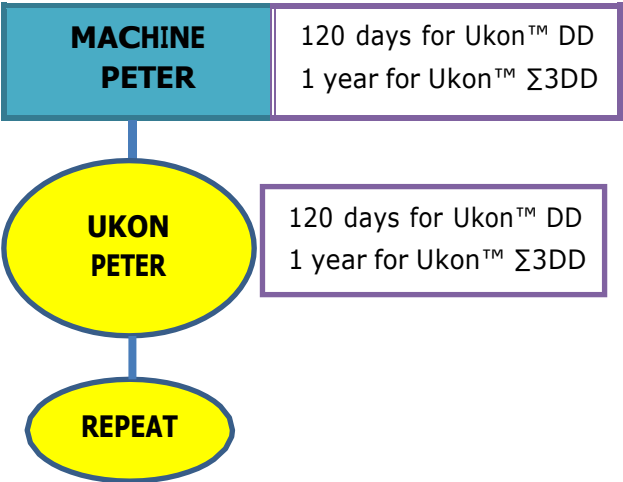 MACHINE
PETER
120 days for Ukon™ DD
1 year for Ukon™ ∑3DD
UKON
PETER
120 days for Ukon™ DD
1 year for Ukon™ ∑3DD
REPEAT